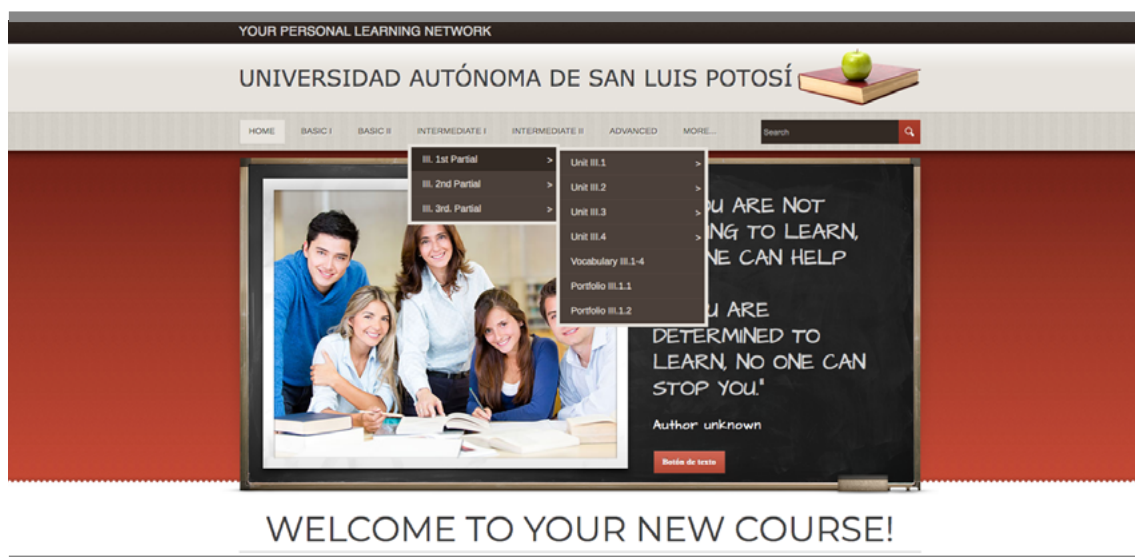 YOUR PERSONAL LEARNING NETWORK
UNIVERSIDAD AUTÓNOMA DE SAN LUIS POTOSÍ
HOME BASIC I BASIC II INTERMEDIATE I INTERMEDIATE II ADVANCED MORE... Search
III. 1st Partial >
III. 2nd Partial >
III. 3rd. Partial >
Unit III.1 >
Unit III.2 >
Unit III.3 >
Unit III.4 >
Vocabulary III.1-4
Portfolio III.1.1
Portfolio III.1.2
ARE NOT
TO LEARN,
CAN HELP
ARE
DETERMINED TO
LEARN, NO ONE CAN
STOP YOU."
Author unknown
Botón de texto
WELCOME TO YOUR NEW COURSE!